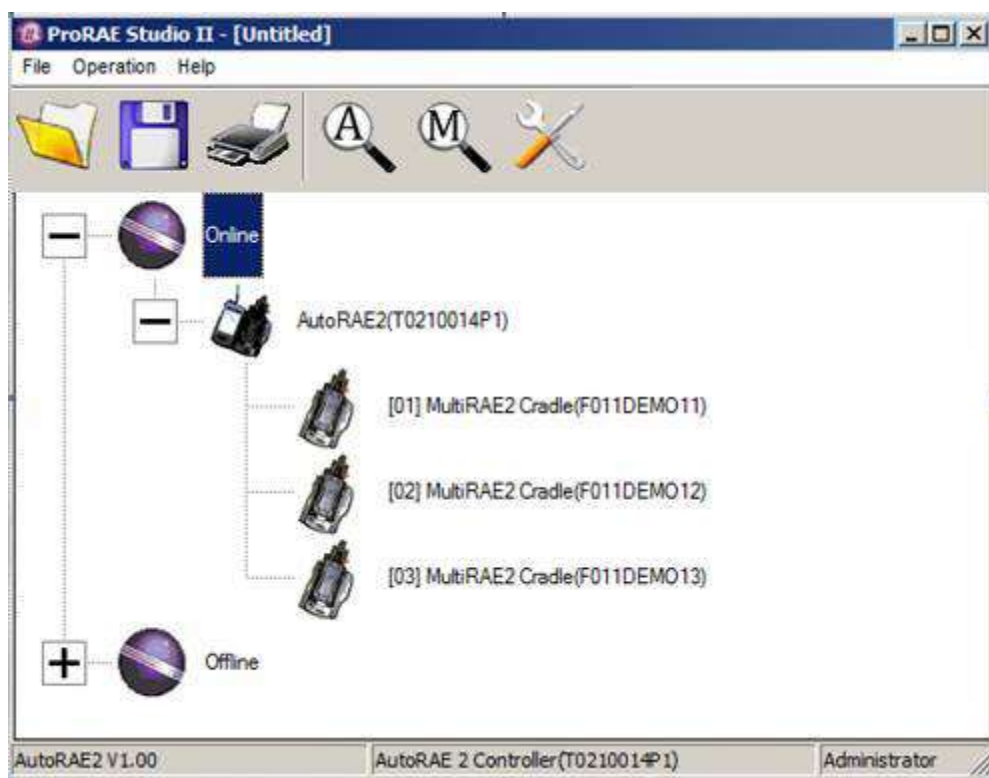 ProRAE Studio II - [Untitled]
File Operation Help
A M
Online
AutoRAE2(T0210014P1)
[01] MultiRAE2 Cradle(F011DEMO11)
[02] MultiRAE2 Cradle(F011DEMO12)
[03] MultiRAE2 Cradle(F011DEMO13)
Offline
AutoRAE2 V1.00 AutoRAE 2 Controller(T0210014P1) Administrator